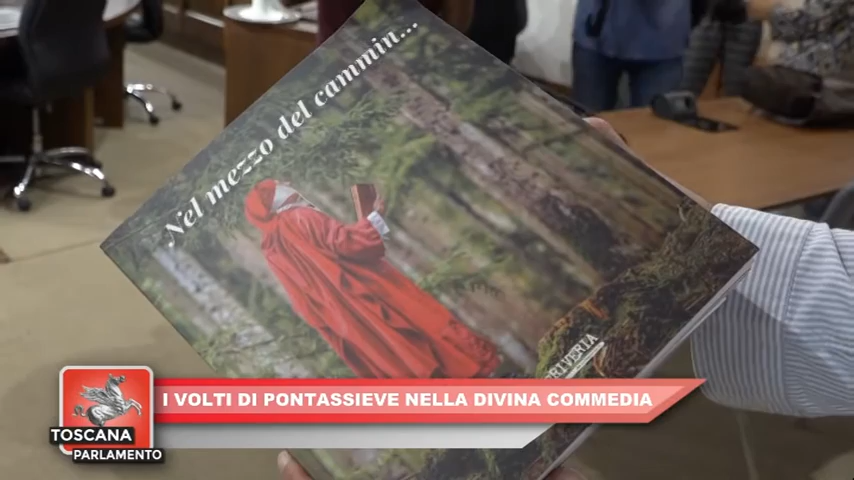 Nel mezzo del cammin...
I VOLTI DI PONTASSIEVE NELLA DIVINA COMMEDIA
TOSCANA
PARLAMENTO